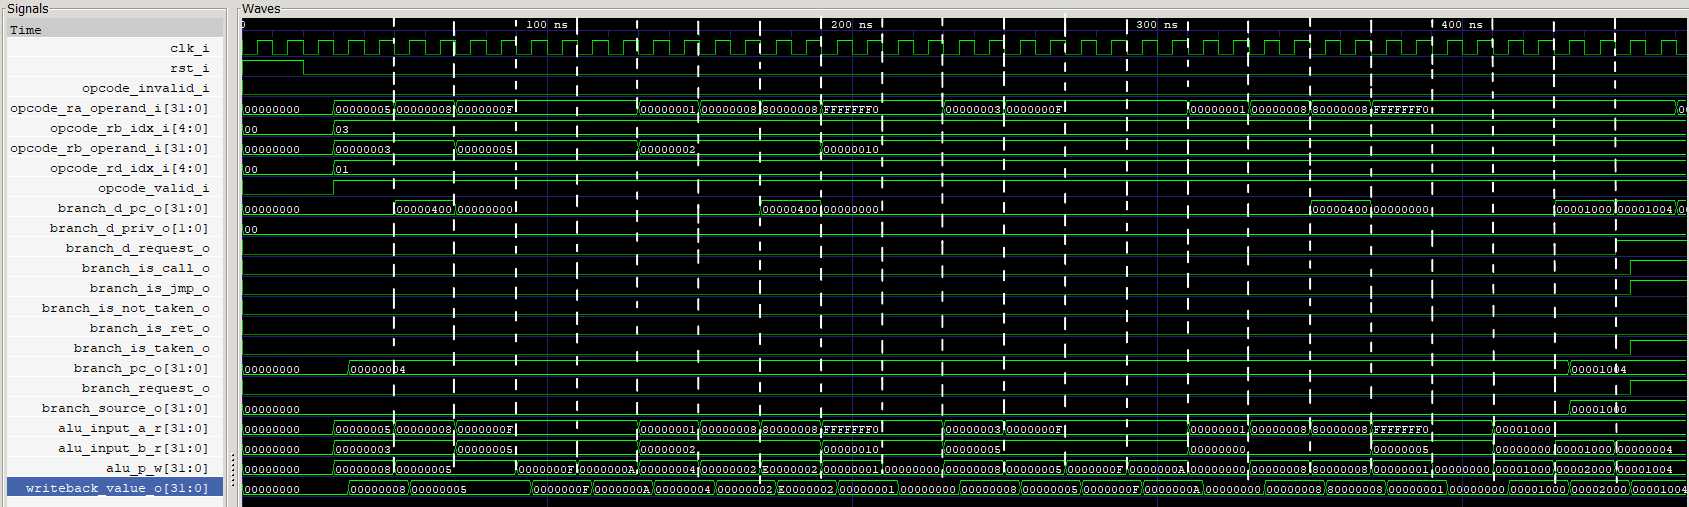 Signals
Waves
Time
100 ns 200 ns 300 ns 400 ns
clk_i
rst_i
opcode_invalid_i
opcode_ra_operand_i[31:0] 00000000 00000005 00000008 0000000F 00000001 00000008 80000008 FFFFFFF0 00000003 0000000F 00000001 00000008 80000008 FFFFFFF0
opcode_rb_idx_i[4:0] 00 03
opcode_rb_operand_i[31:0] 00000000 00000003 00000005 00000002 00000010
opcode_rd_idx_i[4:0] 00 01
opcode_valid_i
branch_d_pc_o[31:0] 00000000 00000400 00000000 00000400 00000000 00000400 00000000 00001000 00001004
branch_d_priv_o[1:0] 00
branch_d_request_o
branch_is_call_o
branch_is_jmp_o
branch_is_not_taken_o
branch_is_ret_o
branch_is_taken_o
branch_pc_o[31:0] 00000000 00000004 00001004
branch_request_o
branch_source_o[31:0] 00000000 00001000
alu_input_a_r[31:0] 00000000 00000005 00000008 0000000F 00000001 00000008 80000008 FFFFFFF0 00000003 0000000F 00000001 00000008 80000008 FFFFFFF0 00001000
alu_input_b_r[31:0] 00000000 00000003 00000005 00000002 00000010 00000005 00000000 00000005 00000000 00001000 00000004
alu_p_w[31:0] 00000000 00000008 00000005 0000000F 0000000A 00000004 00000002 E0000002 00000001 00000000 00000008 00000005 0000000F 0000000A 00000000 00000008 80000008 00000001 00000000 00001000 00002000 00001004
writeback_value_o[31:0] 00000000 00000008 00000005 0000000F 0000000A 00000004 00000002 E0000002 00000001 00000000 00000008 00000005 0000000F 0000000A 00000000 00000008 80000008 00000001 00000000 00001000 00002000 00001004